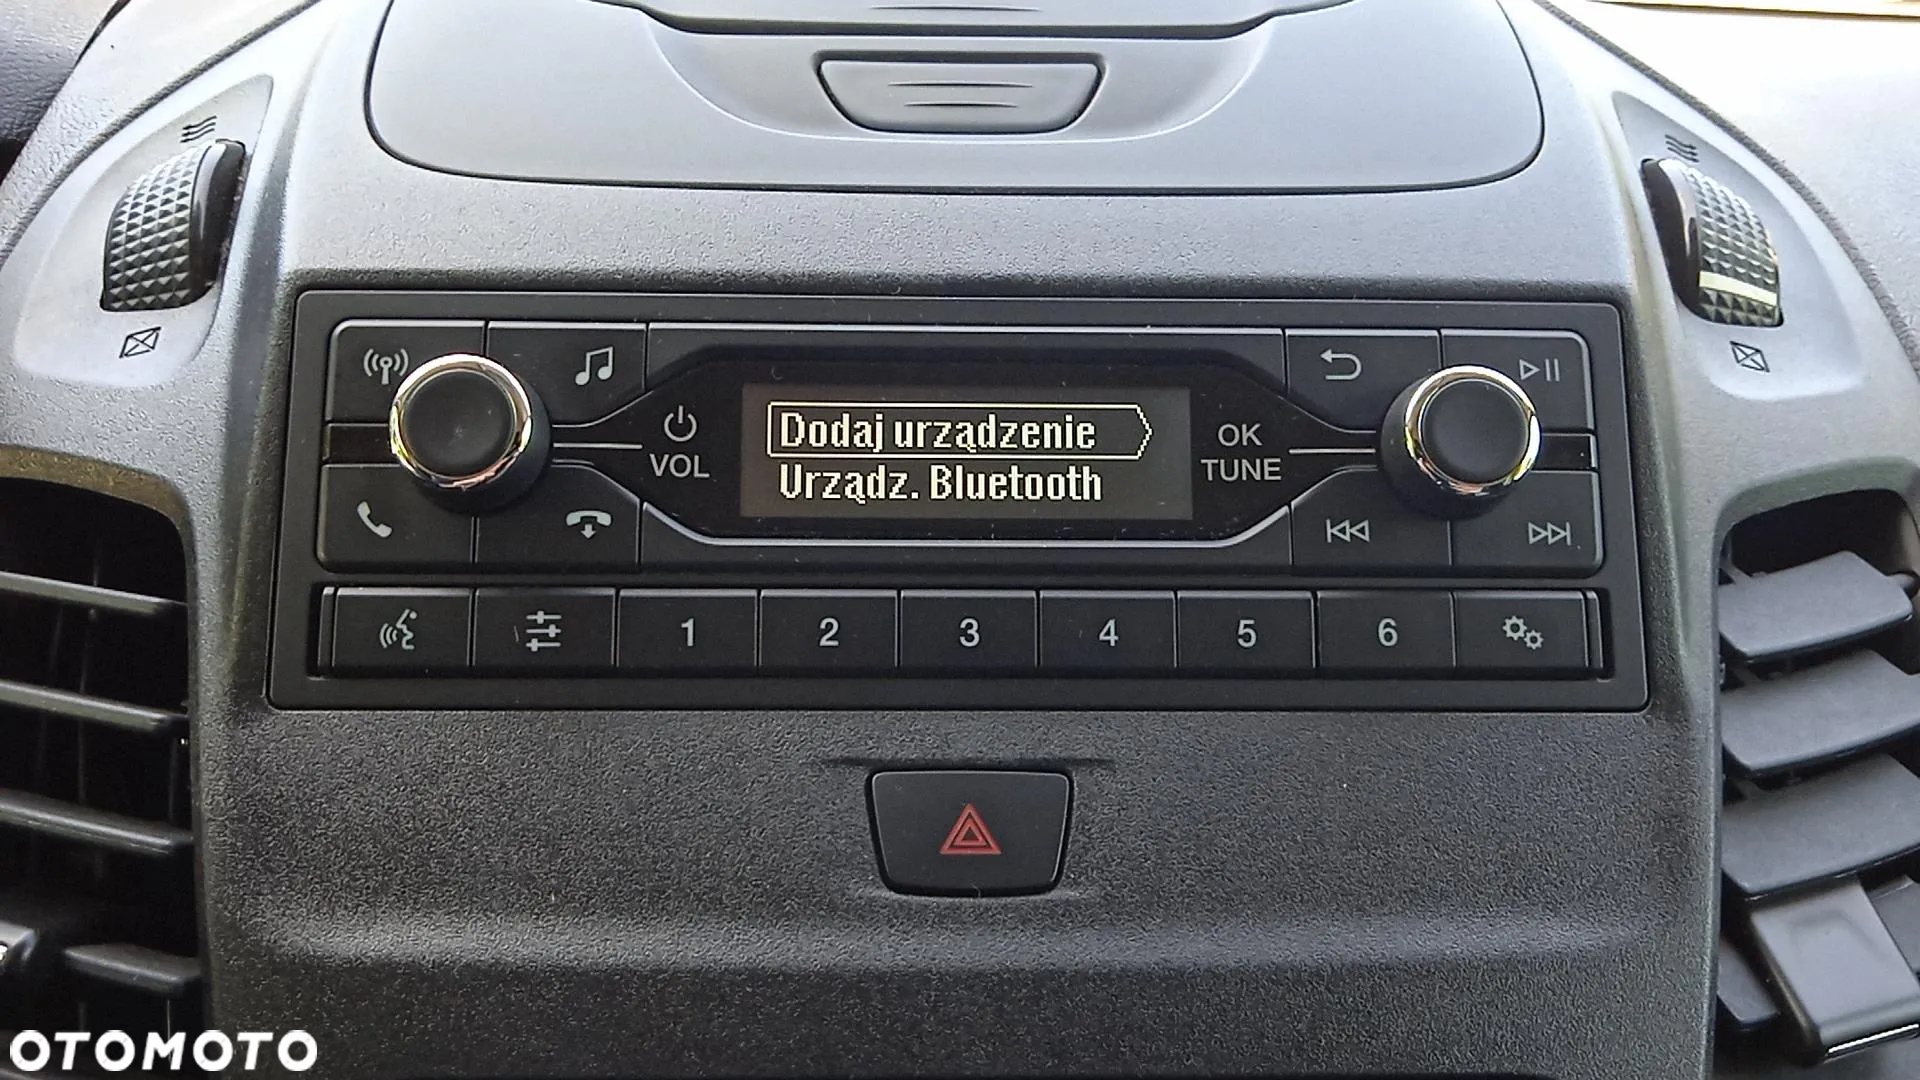 Dodaj urządzenie
OK
VOL
Urządz. Bluetooth
TUNE
1
2
3
4
5
6
OTOMOTO